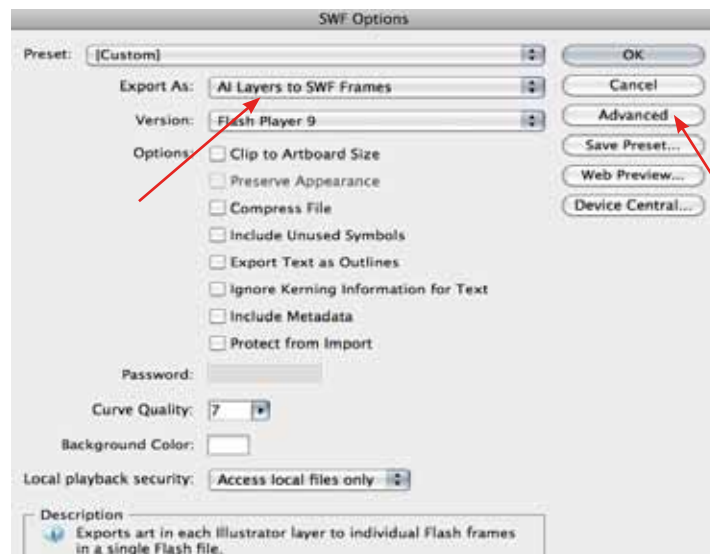 SWF Options
Preset: [Custom]
OK
Export As: AI Layers to SWF Frames
Cancel
Version: Flash Player 9
Advanced
Options: Clip to Artboard Size
Save Preset...
Preserve Appearance
Web Preview...
Compress File
Device Central...
Include Unused Symbols
Export Text as Outlines
Ignore Kerning Information for Text
Include Metadata
Protect from Import
Password:
Curve Quality: 7
Background Color:
Local playback security: Access local files only
Description
Exports art in each Illustrator layer to individual Flash frames
in a single Flash file.